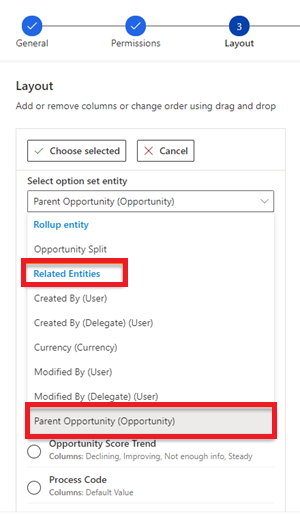 3
General
Permissions
Layout
Layout
Add or remove columns or change order using drag and drop
Choose selected
Cancel
Select option set entity
Parent Opportunity (Opportunity)
Rollup entity
Opportunity Split
Related Entities
Created By (User)
Created By (Delegate) (User)
Currency (Currency)
Modified By (User)
Modified By (Delegate) (User)
Parent Opportunity (Opportunity)
Opportunity Score Trend
Columns: Declining, Improving, Not enough info, Steady
Process Code
Columns: Default Value